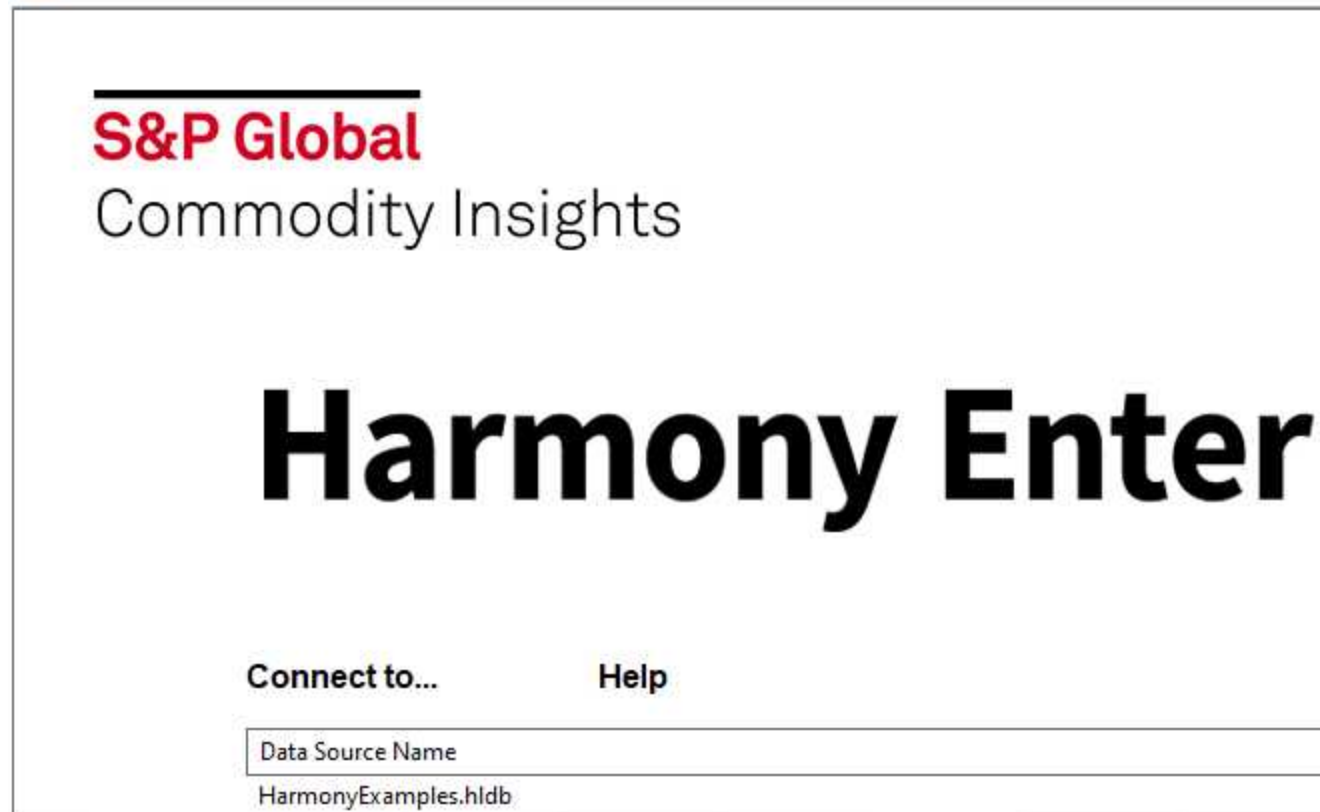 S&P Global
Commodity Insights
Harmony Enter
Connect to...
Help
Data Source Name
HarmonyExamples.hldb